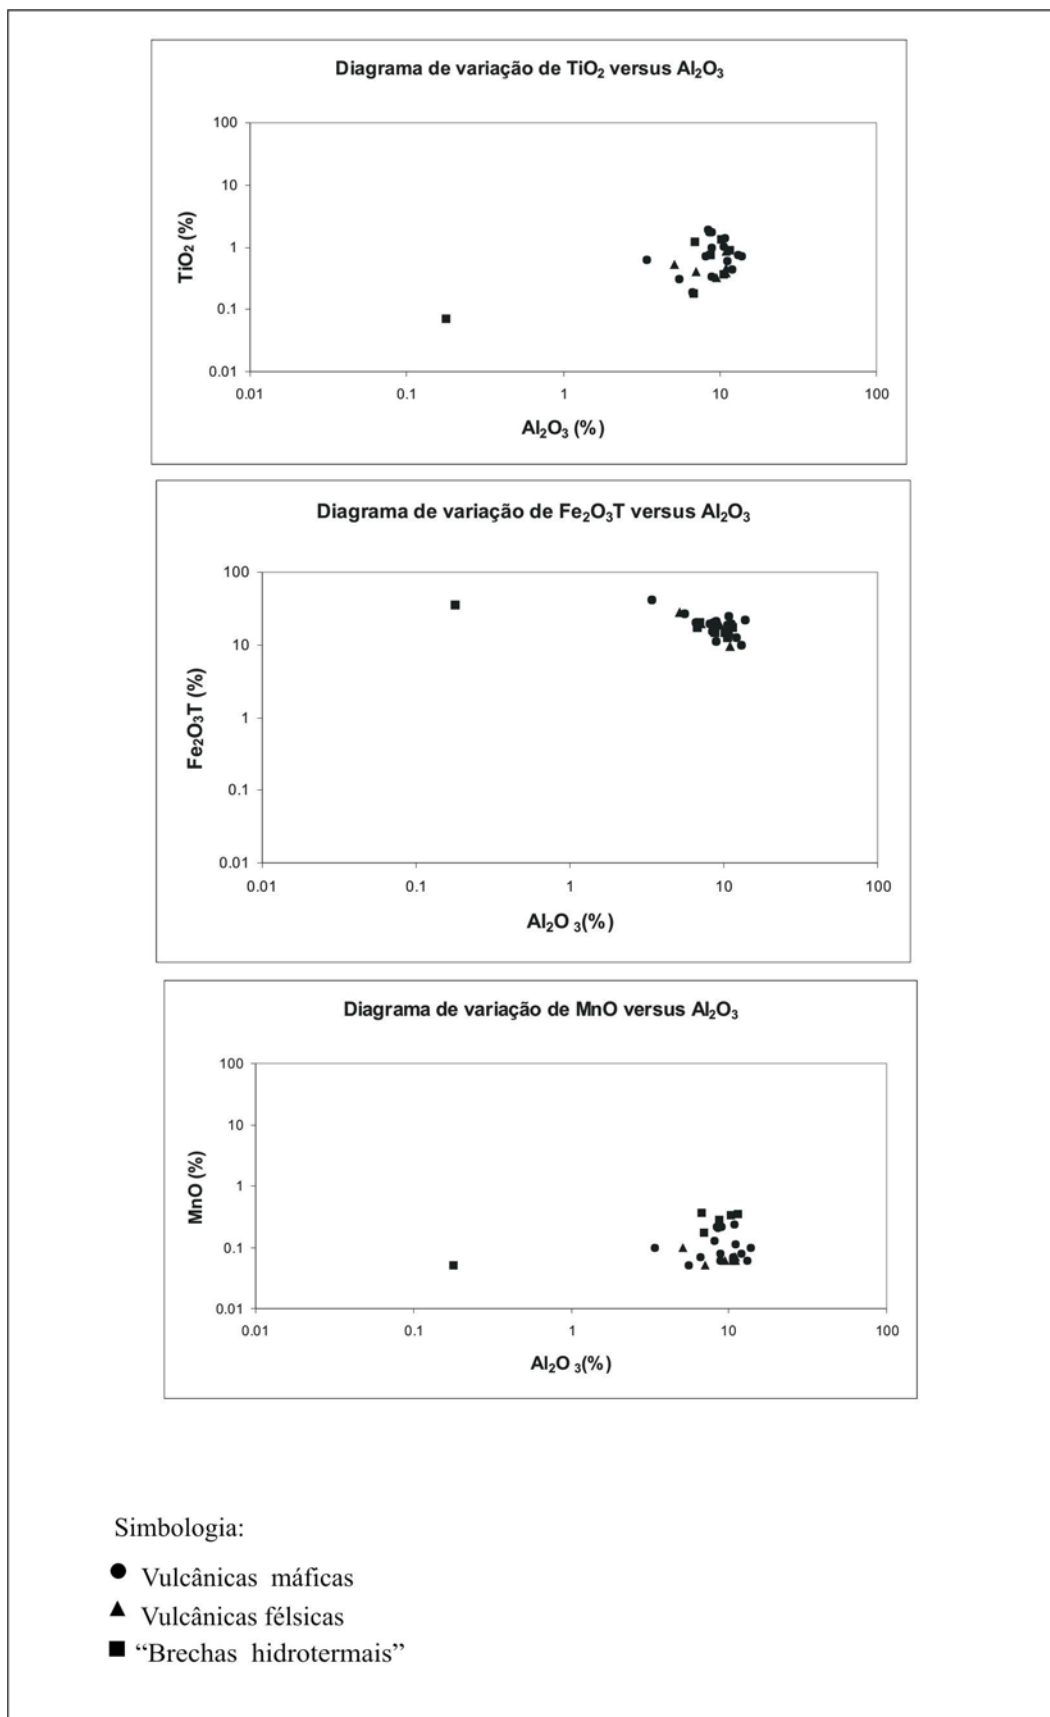 Diagrama de variação de TiO₂ versus Al₂O₃
100
10
1
0.1
0.01
TiO₂ (%)
0.01 0.1 1 10 100
Al₂O₃ (%)
Diagrama de variação de Fe₂O₃T versus Al₂O₃
100
10
1
0.1
0.01
Fe₂O₃T (%)
0.01 0.1 1 10 100
Al₂O ₃(%)
Diagrama de variação de MnO versus Al₂O₃
100
10
1
0.1
0.01
MnO (%)
0.01 0.1 1 10 100
Al₂O ₃(%)
Simbologia:
Vulcânicas máficas
Vulcânicas félsicas
“Brechas hidrotermais”